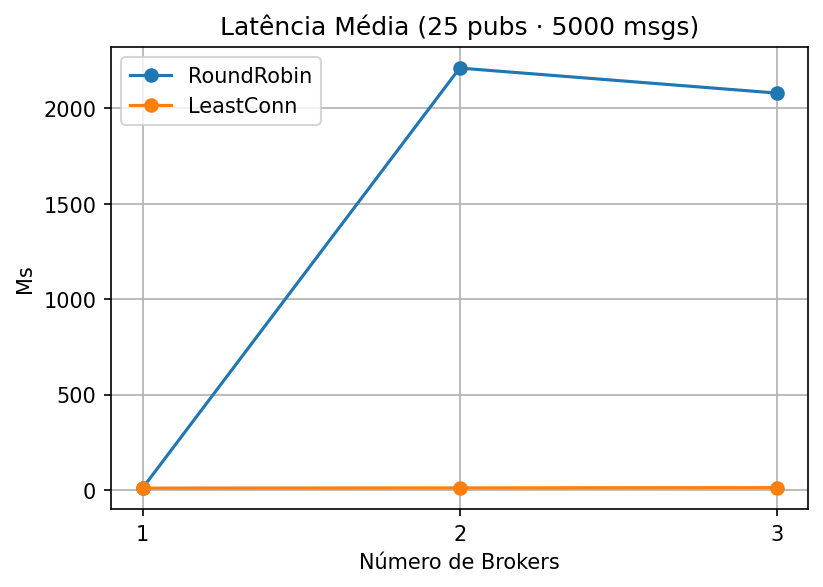 Latência Média (25 pubs · 5000 msgs)
RoundRobin
LeastConn
2000
1500
1000
500
0
Ms
1
2
3
Número de Brokers